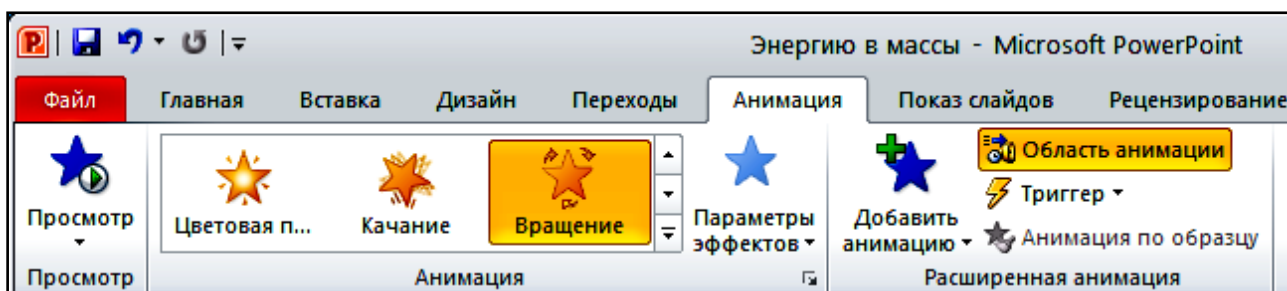 Энергию в массы - Microsoft PowerPoint
Файл Главная Вставка Дизайн Переходы Анимация Показ слайдов Рецензирование
Просмотр
Цветовая п... Качание Вращение
Параметры эффектов
Добавить анимацию
Область анимации
Триггер
Анимация по образцу
Просмотр Анимация Расширенная анимация